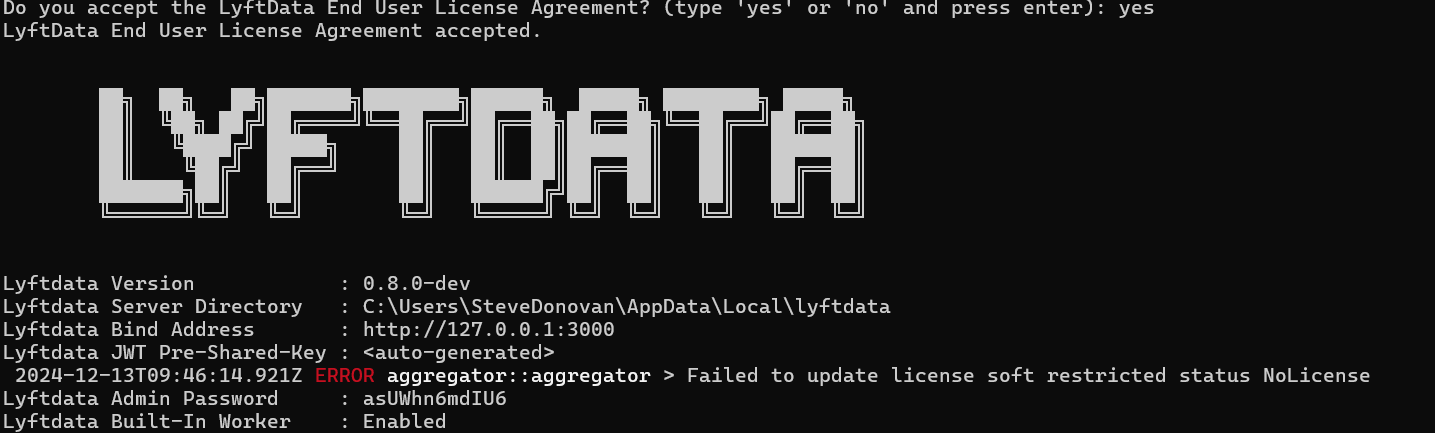 Do you accept the LyftData End User License Agreement? (type 'yes' or 'no' and press enter): yes
LyftData End User License Agreement accepted.
LYFTDATA
Lyftdata Version : 0.8.0-dev
Lyftdata Server Directory : C:\Users\SteveDonovan\AppData\Local\lyftdata
Lyftdata Bind Address : http://127.0.0.1:3000
Lyftdata JWT Pre-Shared-Key : <auto-generated>
2024-12-13T09:46:14.921Z ERROR aggregator::aggregator > Failed to update license soft restricted status NoLicense
Lyftdata Admin Password : asUWhn6mdIU6
Lyftdata Built-In Worker : Enabled